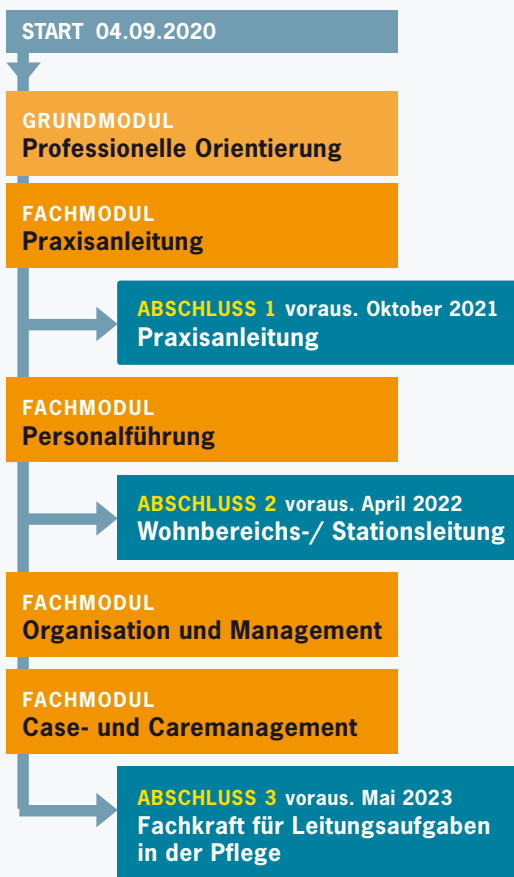 START 04.09.2020
GRUNDMODUL
Professionelle Orientierung
FACHMODUL
Praxisanleitung
ABSCHLUSS 1 voraus. Oktober 2021
Praxisanleitung
FACHMODUL
Personalführung
ABSCHLUSS 2 voraus. April 2022
Wohnbereichs-/ Stationsleitung
FACHMODUL
Organisation und Management
FACHMODUL
Case- und Caremanagement
ABSCHLUSS 3 voraus. Mai 2023
Fachkraft für Leitungsaufgaben
in der Pflege